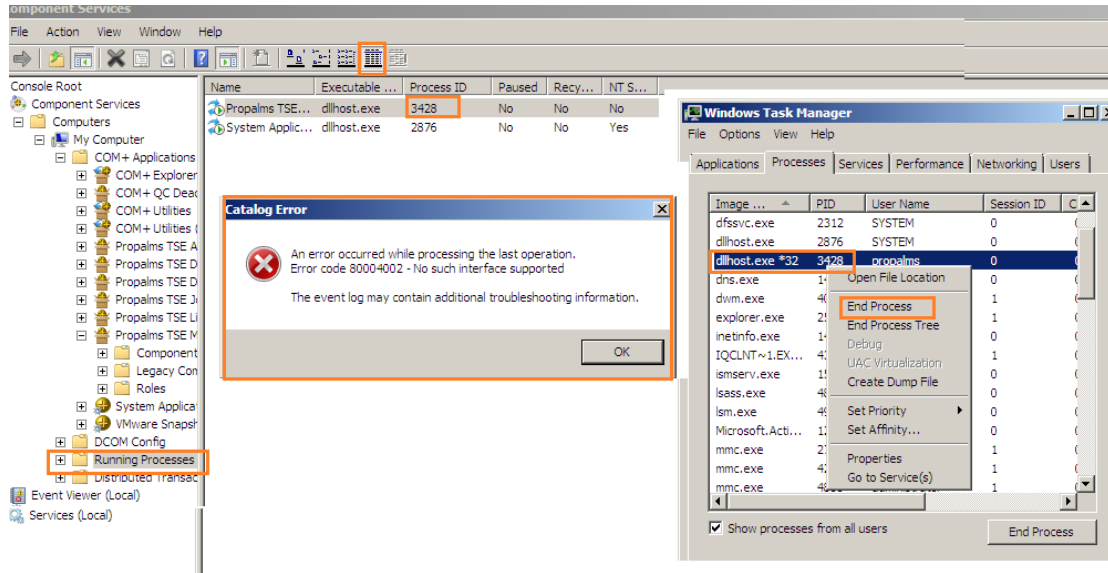 omponent Services
File Action View Window Help
Console Root
Component Services
Computers
My Computer
COM+ Applications
COM+ Explorer
COM+ QC Dead
COM+ Utilities
COM+ Utilities (
Propalms TSE A
Propalms TSE D
Propalms TSE D
Propalms TSE J
Propalms TSE Li
Propalms TSE M
Component
Legacy Con
Roles
System Applica
VMware Snapsh
DCOM Config
Running Processes
Distributed Transac
Event Viewer (Local)
Services (Local)
Name Executable ... Process ID Paused Recy... NT S...
Propalms TSE... dllhost.exe 3428 No No No
System Applic... dllhost.exe 2876 No No Yes
Catalog Error
An error occurred while processing the last operation.
Error code 80004002 - No such interface supported
The event log may contain additional troubleshooting information.
OK
Windows Task Manager
File Options View Help
Applications Processes Services Performance Networking Users
Image ... PID User Name Session ID C
dfssvc.exe 2312 SYSTEM 0
dllhost.exe 2876 SYSTEM 0
dllhost.exe *32 3428 propalms 0
dns.exe 0
dwm.exe 1
explorer.exe 1
inetinfo.exe 0
IQCLNT~1.EX... 1
ismserv.exe 0
lsass.exe 0
lsm.exe 0
Microsoft.Acti... 0
mmc.exe 1
mmc.exe 1
mmc.exe 1
Open File Location
End Process
End Process Tree
Debug
UAC Virtualization
Create Dump File
Set Priority
Set Affinity...
Properties
Go to Service(s)
Show processes from all users
End Process